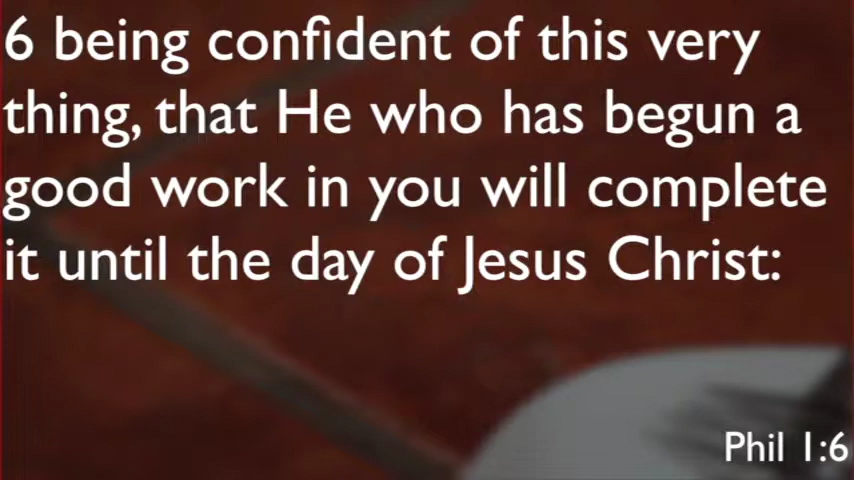 6 being confident of this very
thing, that He who has begun a
good work in you will complete
it until the day of Jesus Christ:
Phil 1:6